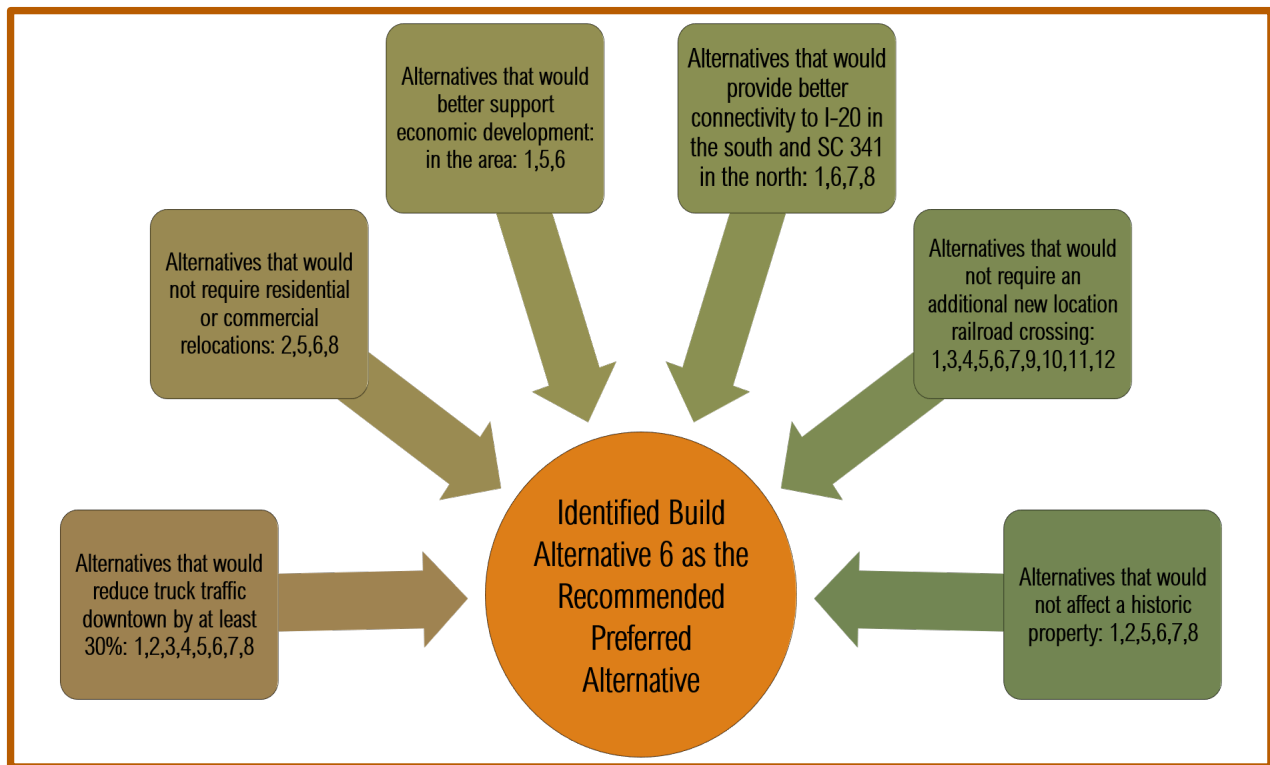 Alternatives that would
better support
economic development:
in the area: 1,5,6
Alternatives that would
provide better
connectivity to I-20 in
the south and SC 341
in the north: 1,6,7,8
Alternatives that would
not require residential
or commercial
relocations: 2,5,6,8
Alternatives that would
not require an
additional new location
railroad crossing:
1,3,4,5,6,7,9,10,11,12
Alternatives that would
reduce truck traffic
downtown by at least
30%: 1,2,3,4,5,6,7,8
Identified Build
Alternative 6 as the
Recommended
Preferred
Alternative
Alternatives that would
not affect a historic
property: 1,2,5,6,7,8